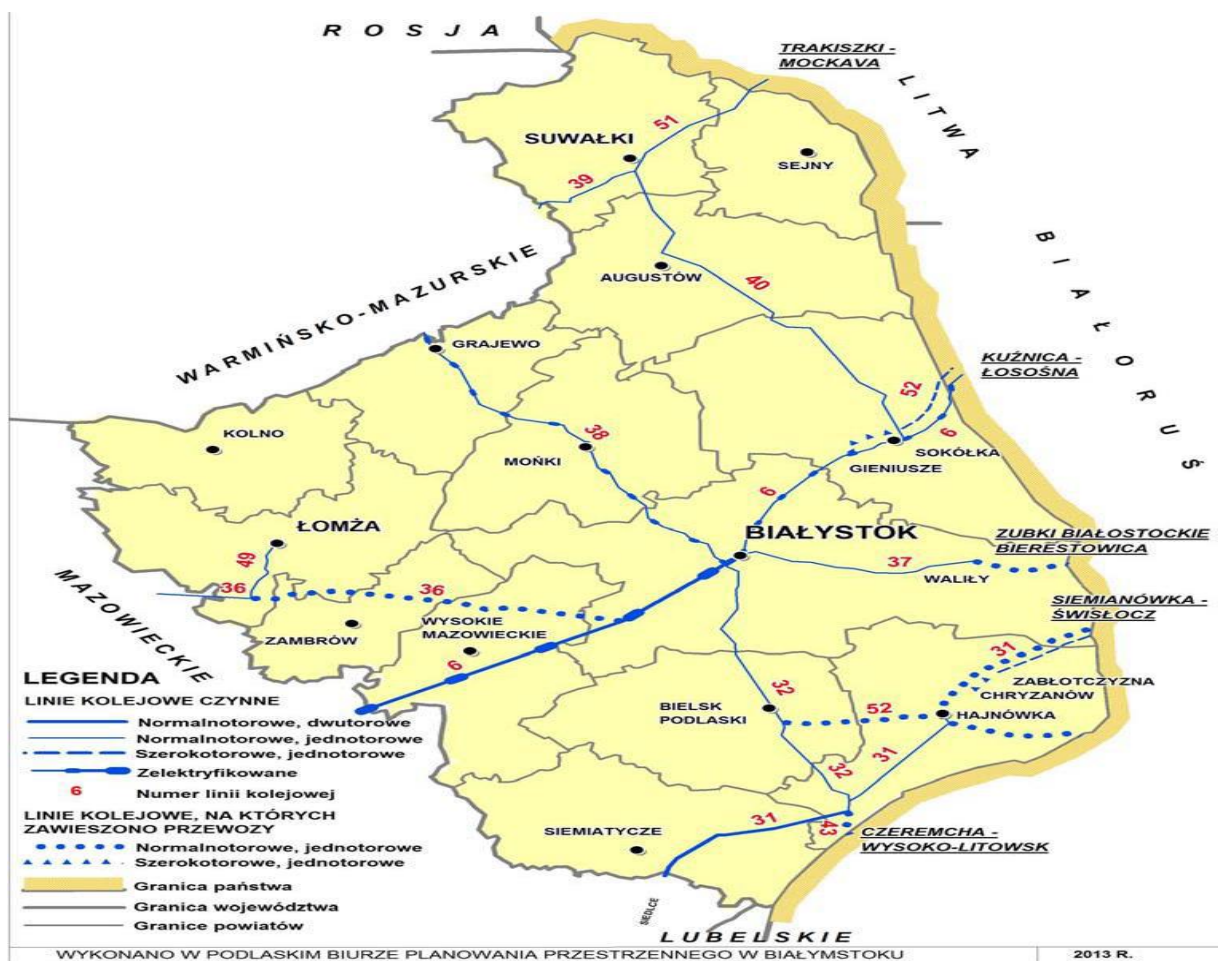 ROSJA
TRAKISZKI -
MOCKAVA
LITWA
51
SUWAŁKI
SEJNY
39
BIAŁORUŚ
AUGUSTÓW
40
WARMIŃSKO-MAZURSKIE
GRAJEWO
KUŹNICA -
ŁOSOŚNA
52
KOLNO
38
6
MOŃKI
SOKÓŁKA
GIENIUSZE
6
ŁOMŻA
BIAŁYSTOK
ZUBKI BIAŁOSTOCKIE
BIERESTOWICA
49
37
WALIŁY
MAZOWIECKIE
36
36
SIEMIANÓWKA -
ŚWISŁOCZ
ZAMBRÓW
WYSOKIE
MAZOWIECKIE
6
31
ZABŁOTCZYZNA
CHRYZANÓW
32
BIELSK
PODLASKI
52
HAJNÓWKA
31
32
31
43
SIEMIATYCZE
CZEREMCHA -
WYSOKO-LITOWSK
SIEDLCE
LUBELSKIE
LEGENDA
LINIE KOLEJOWE CZYNNE
Normalnotorowe, dwutorowe
Normalnotorowe, jednotorowe
Szerokotorowe, jednotorowe
Zelektryfikowane
6 Numer linii kolejowej
LINIE KOLEJOWE, NA KTÓRYCH
ZAWIESZONO PRZEWOZY
Normalnotorowe, jednotorowe
Szerokotorowe, jednotorowe
Granica państwa
Granica województwa
Granice powiatów
WYKONANO W PODLASKIM BIURZE PLANOWANIA PRZESTRZENNEGO W BIAŁYMSTOKU
2013 R.